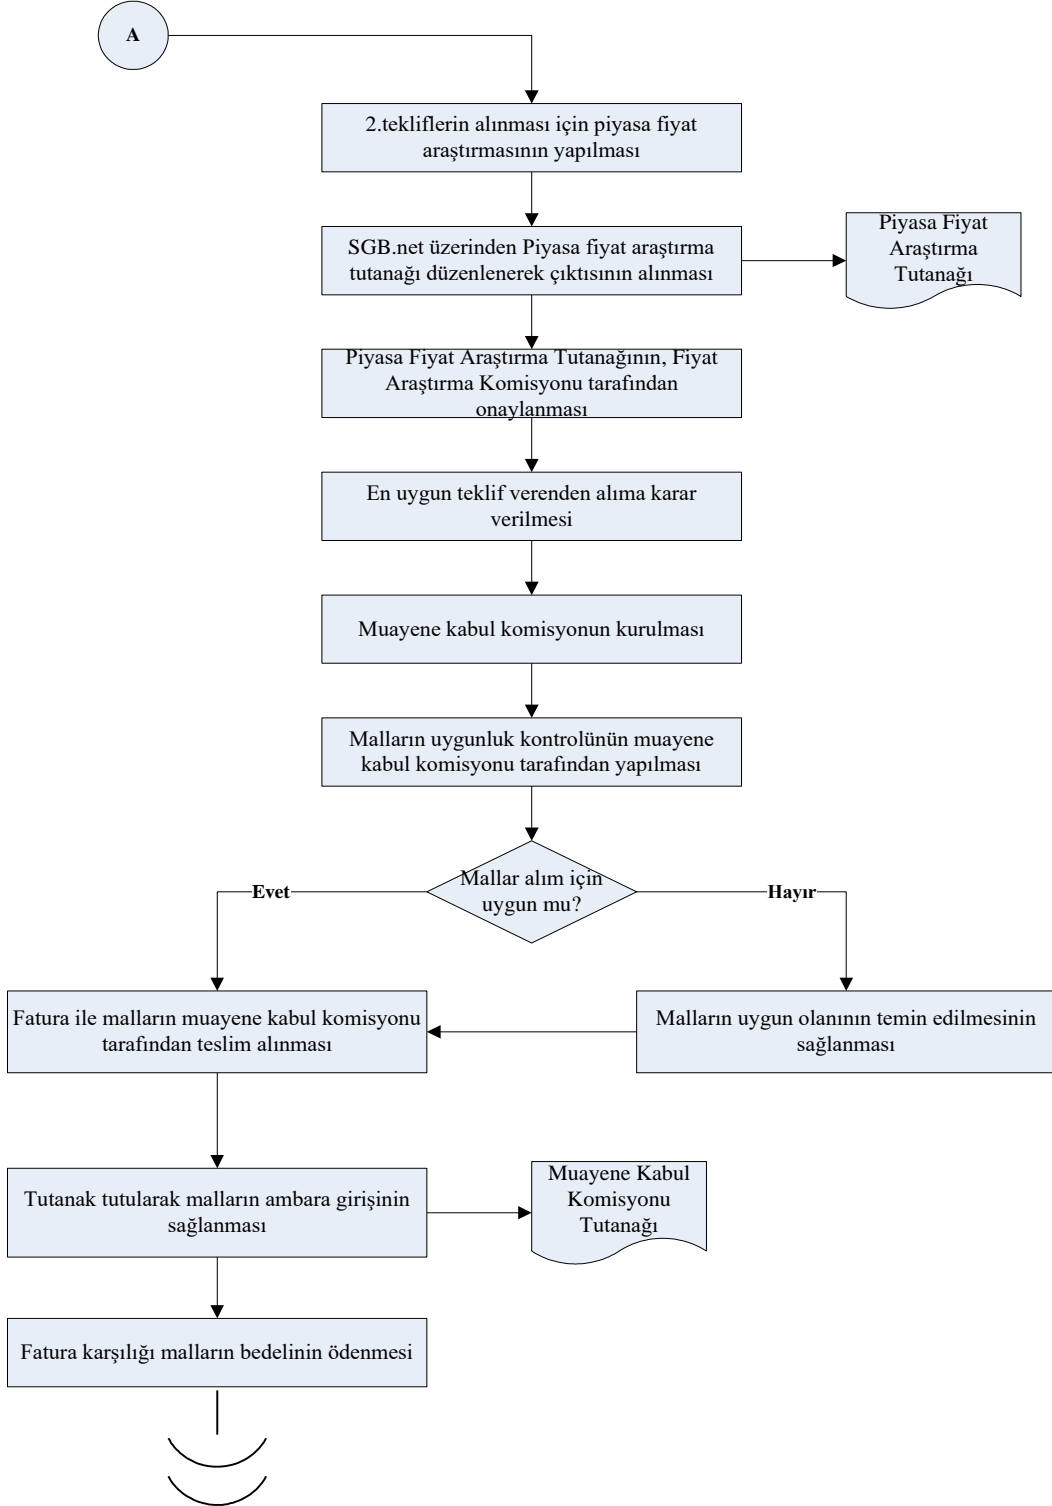 A
2.tekliflerin alınması için piyasa fiyat
araştırmasının yapılması
SGB.net üzerinden Piyasa fiyat araştırma
tutanağı düzenlenerek çıktısının alınması
Piyasa Fiyat
Araştırma
Tutanağı
Piyasa Fiyat Araştırma Tutanağının, Fiyat
Araştırma Komisyonu tarafından
onaylanması
En uygun teklif verenden alıma karar
verilmesi
Muayene kabul komisyonun kurulması
Malların uygunluk kontrolünün muayene
kabul komisyonu tarafından yapılması
Mallar alım için
uygun mu?
Evet
Hayır
Fatura ile malların muayene kabul komisyonu
tarafından teslim alınması
Malların uygun olanının temin edilmesinin
sağlanması
Tutanak tutularak malların ambara girişinin
sağlanması
Muayene Kabul
Komisyonu
Tutanağı
Fatura karşılığı malların bedelinin ödenmesi